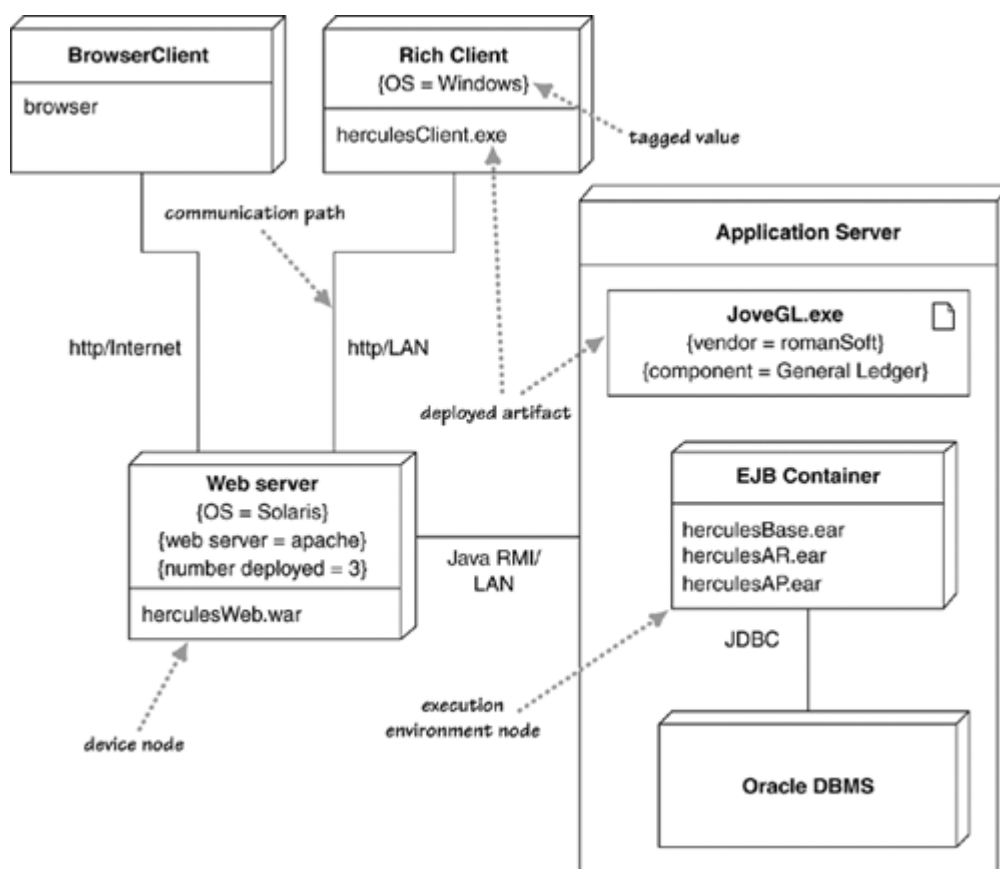 BrowserClient
browser
Rich Client
{OS = Windows}
herculesClient.exe
tagged value
communication path
http/Internet
http/LAN
deployed artifact
Application Server
JoveGL.exe
{vendor = romanSoft}
{component = General Ledger}
Web server
{OS = Solaris}
{web server = apache}
{number deployed = 3}
herculesWeb.war
Java RMI/
LAN
EJB Container
herculesBase.ear
herculesAR.ear
herculesAP.ear
JDBC
device node
execution
environment node
Oracle DBMS